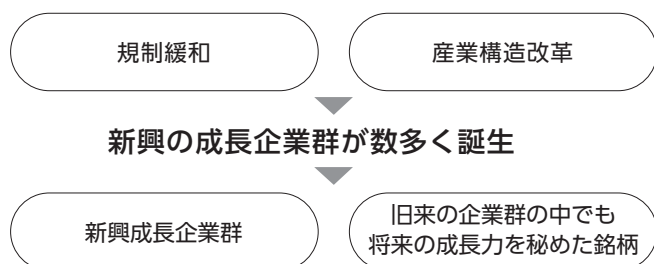 規制緩和
産業構造改革
新興の成長企業群が数多く誕生
新興成長企業群
旧来の企業群の中でも
将来の成長力を秘めた銘柄